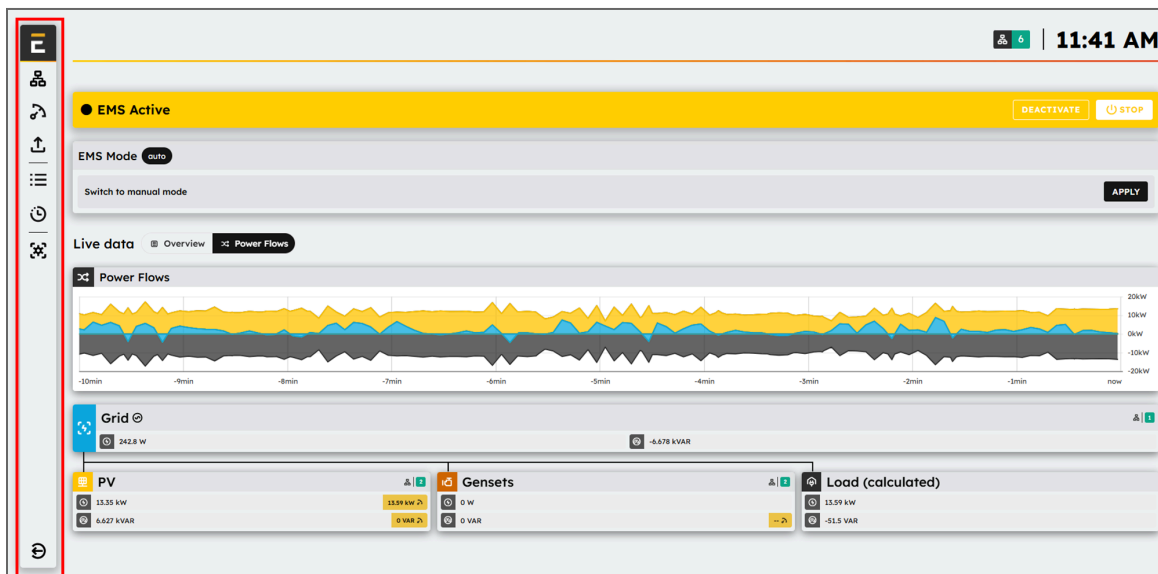 E
6
11:41 AM
EMS Active
DEACTIVATE
STOP
EMS Mode auto
Switch to manual mode
APPLY
Live data
Overview
Power Flows
Power Flows
20kW
10kW
0kW
-10kW
-20kW
-10min -9min -8min -7min -6min -5min -4min -3min -2min -1min now
Grid
1
242.8 W
-6.678 kVAR
PV
2
13.35 kW
13.59 kW
6.627 kVAR
0 VAR
Gensets
2
0 W
0 VAR
--
Load (calculated)
13.59 kW
-51.5 VAR